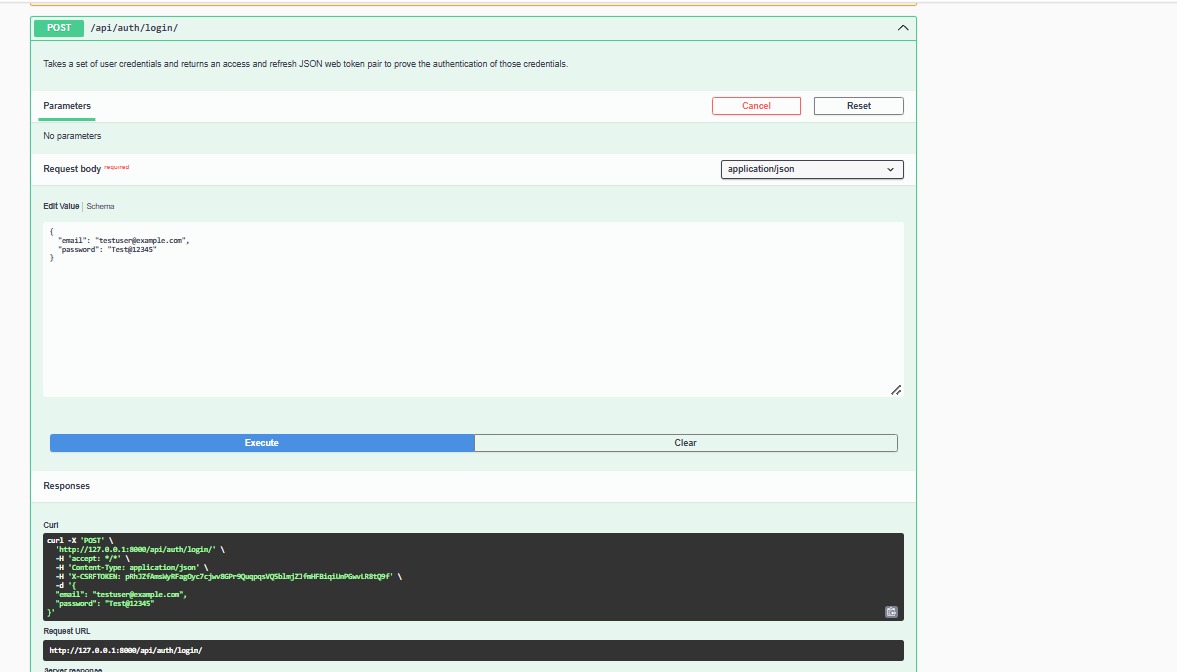 POST /api/auth/login/
Takes a set of user credentials and returns an access and refresh JSON web token pair to prove the authentication of those credentials.
Parameters
Cancel
Reset
No parameters
Request body required
application/json
Edit Value | Schema
{
"email": "testuser@example.com",
"password": "Test@12345"
}
Execute
Clear
Responses
Curl
curl -X 'POST' \
'http://127.0.0.1:8000/api/auth/login/' \
-H 'accept: */*' \
-H 'Content-Type: application/json' \
-H 'X-CSRFTOKEN:
-d '{
"email": "testuser@example.com",
"password": "Test@12345"
}'
Request URL
http://127.0.0.1:8000/api/auth/login/
Server response